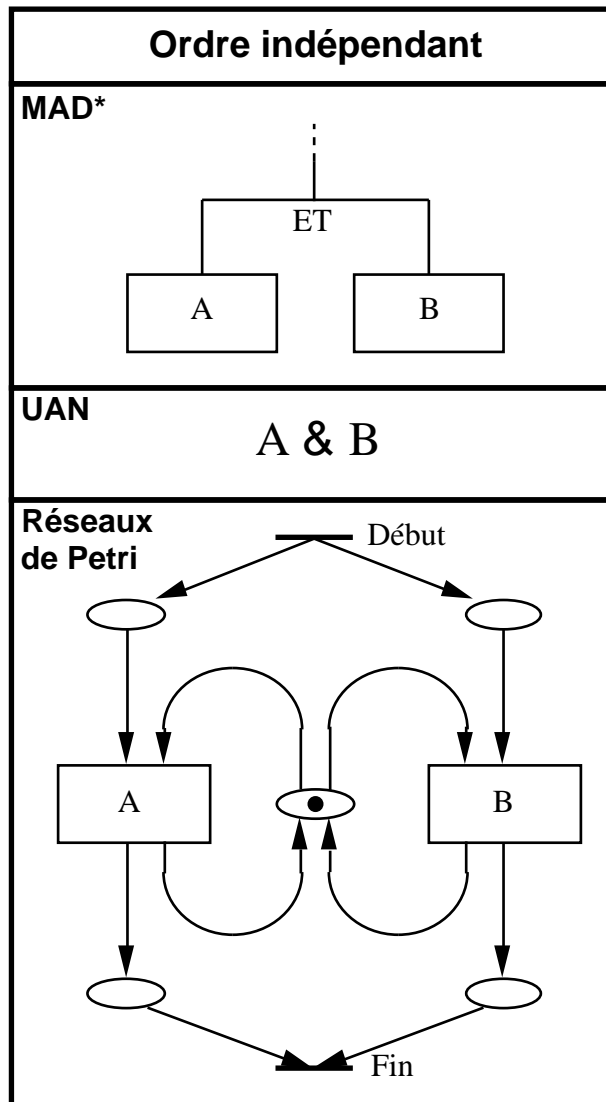 Ordre indépendant
MAD*
ET
A
B
UAN
A & B
Réseaux
de Petri
Début
A
B
Fin